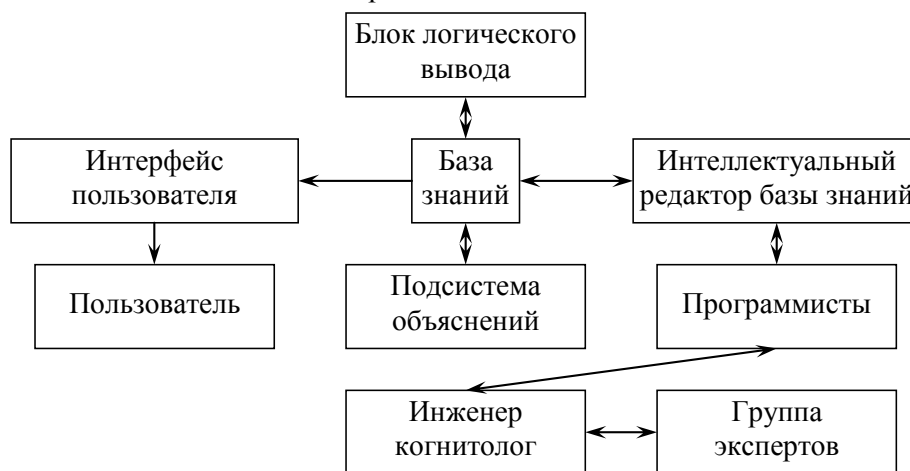 Блок логического
вывода
Интерфейс
пользователя
База
знаний
Интеллектуальный
редактор базы знаний
Пользователь
Подсистема
объяснений
Программисты
Инженер
когнитолог
Группа
экспертов